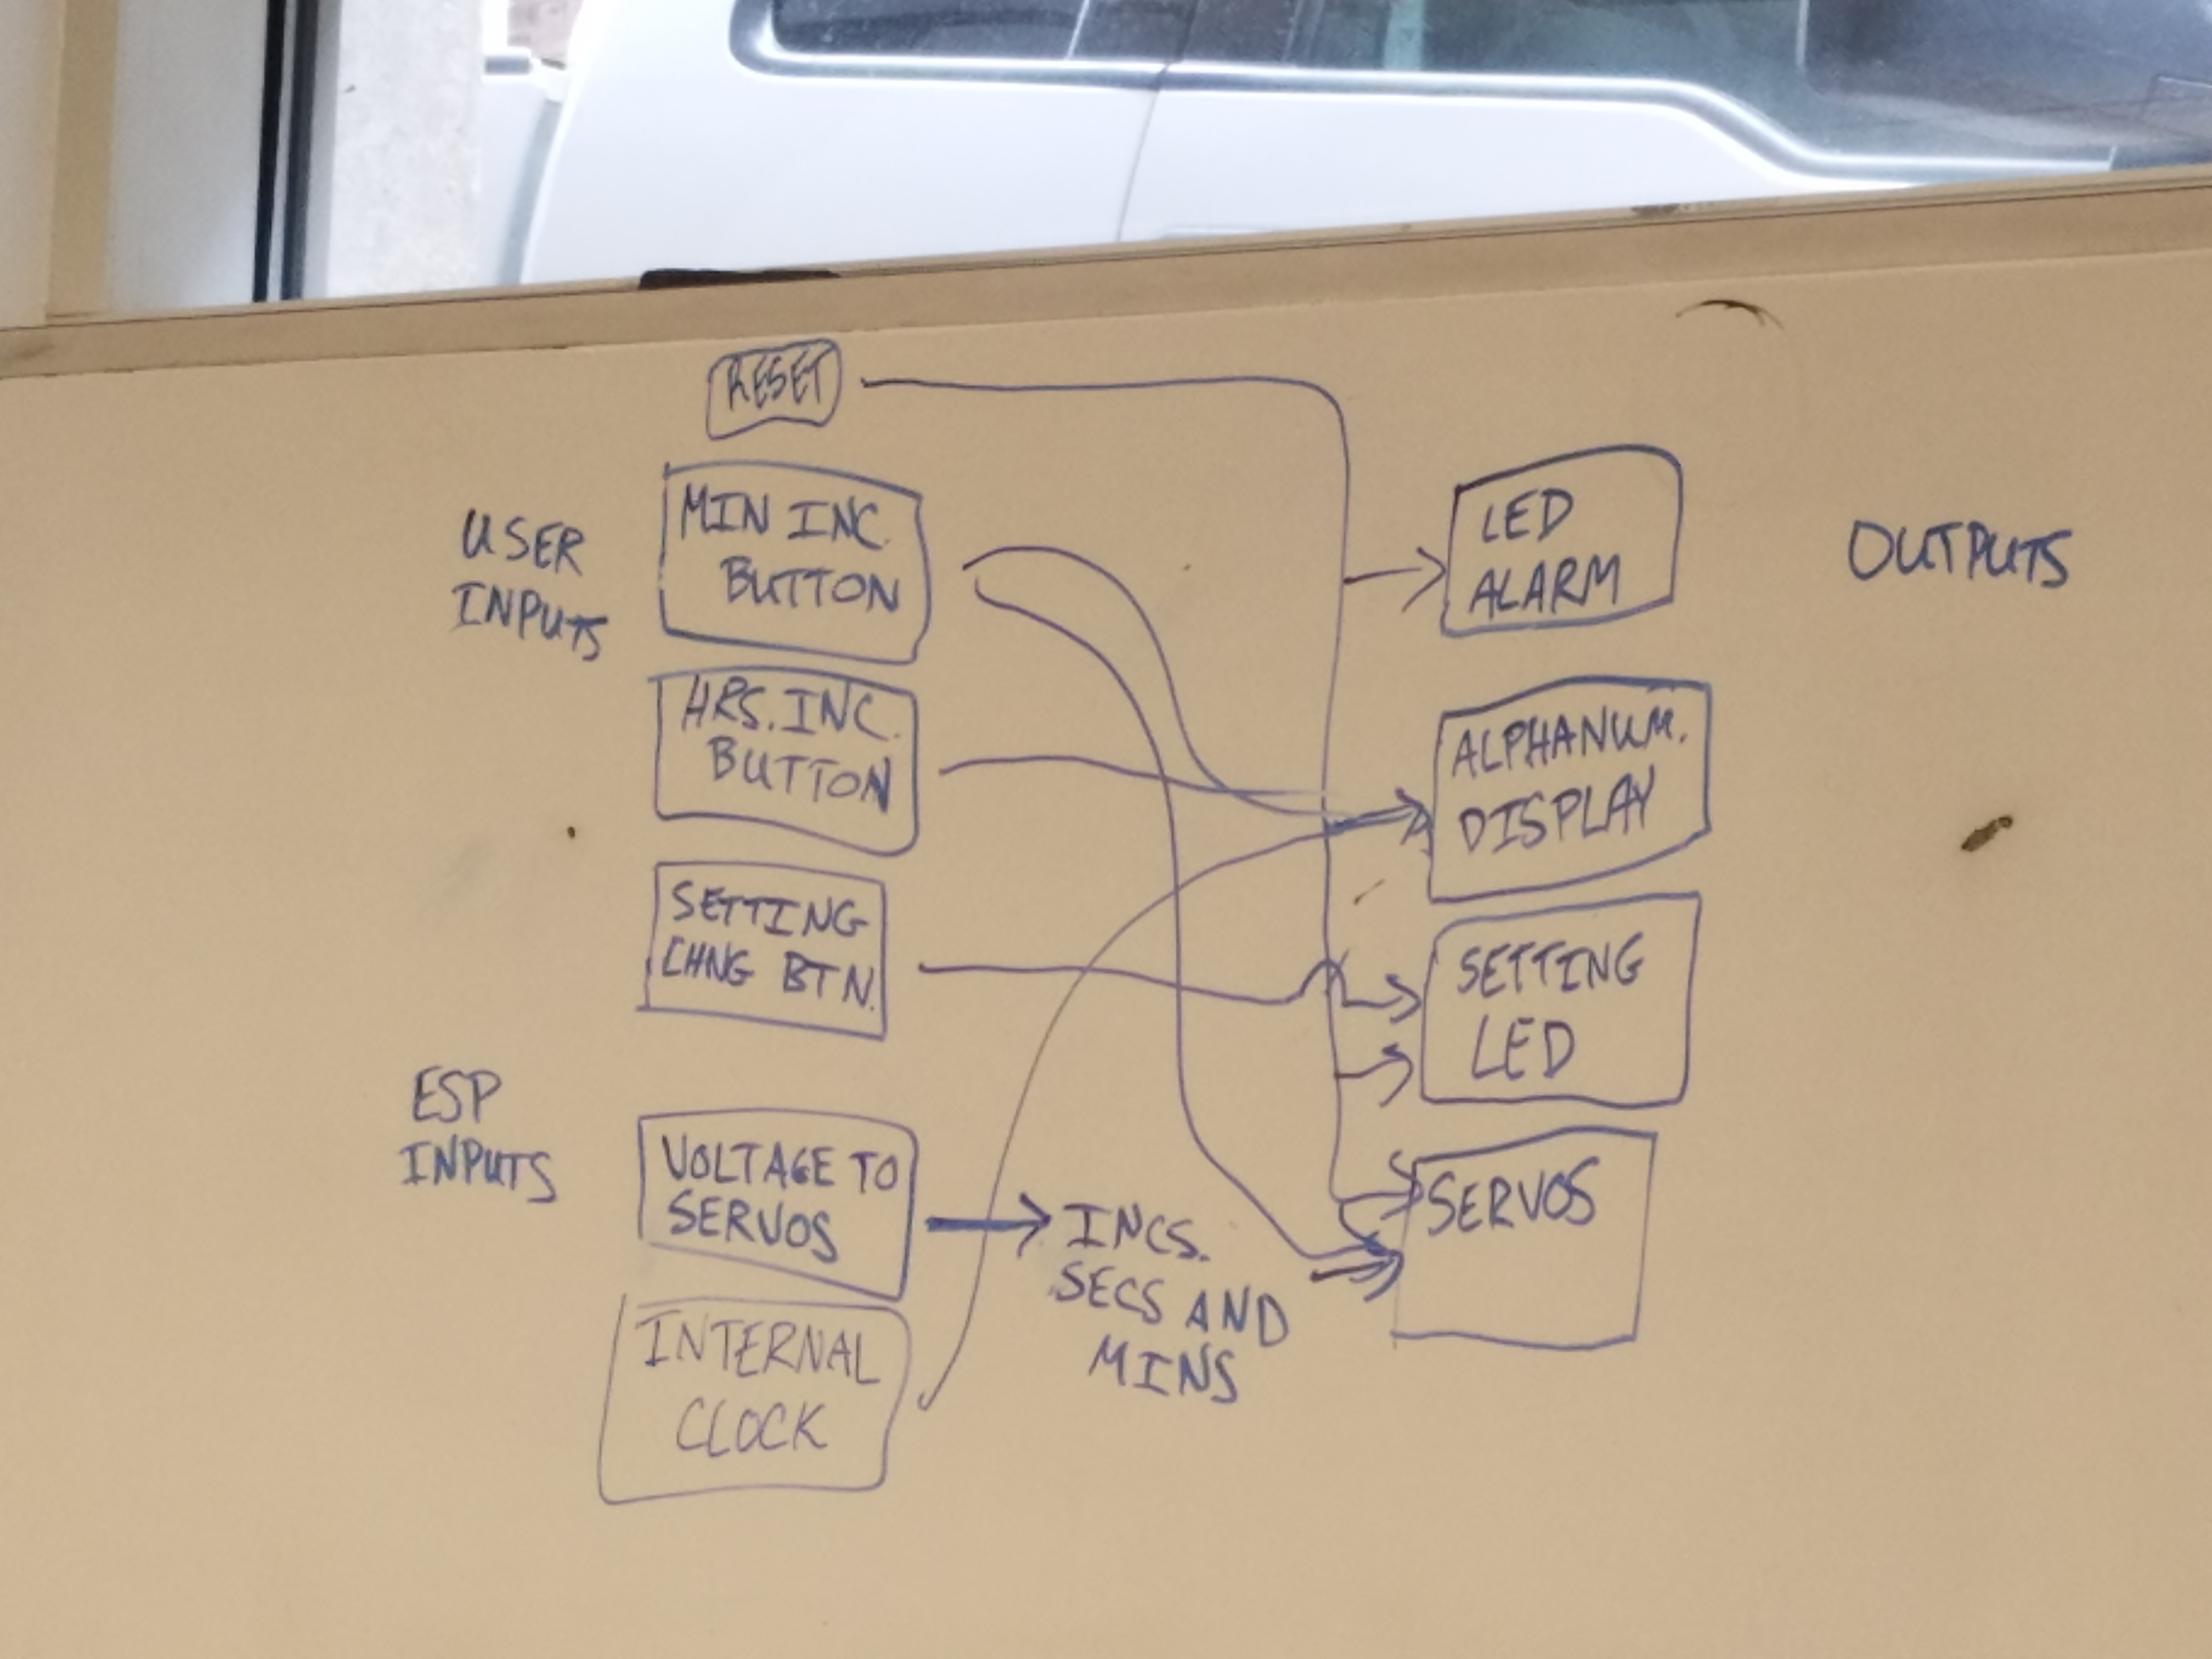 RESET
USER
INPUTS
MIN INC.
BUTTON
HRS. INC.
BUTTON
SETTING
CHNG BTN.
ESP
INPUTS
VOLTAGE TO
SERVOS
INTERNAL
CLOCK
INCS.
SECS AND
MINS
LED
ALARM
ALPHANUM.
DISPLAY
SETTING
LED
SERVOS
OUTPUTS